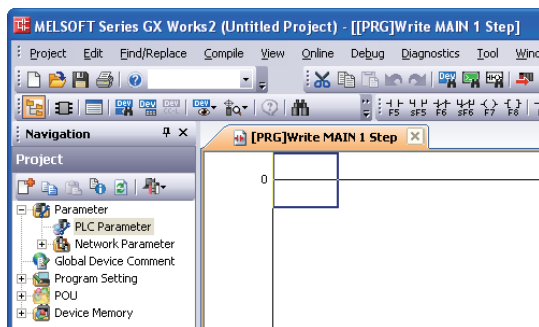 MELSOFT Series GX Works2 (Untitled Project) - [[PRG]Write MAIN 1 Step]
Project Edit Find/Replace Compile View Online Debug Diagnostics Tool Wind
F5 sF5 F6 sF6 F7 F8
Navigation
[PRG]Write MAIN 1 Step
Project
0
Parameter
PLC Parameter
Network Parameter
Global Device Comment
Program Setting
POU
Device Memory